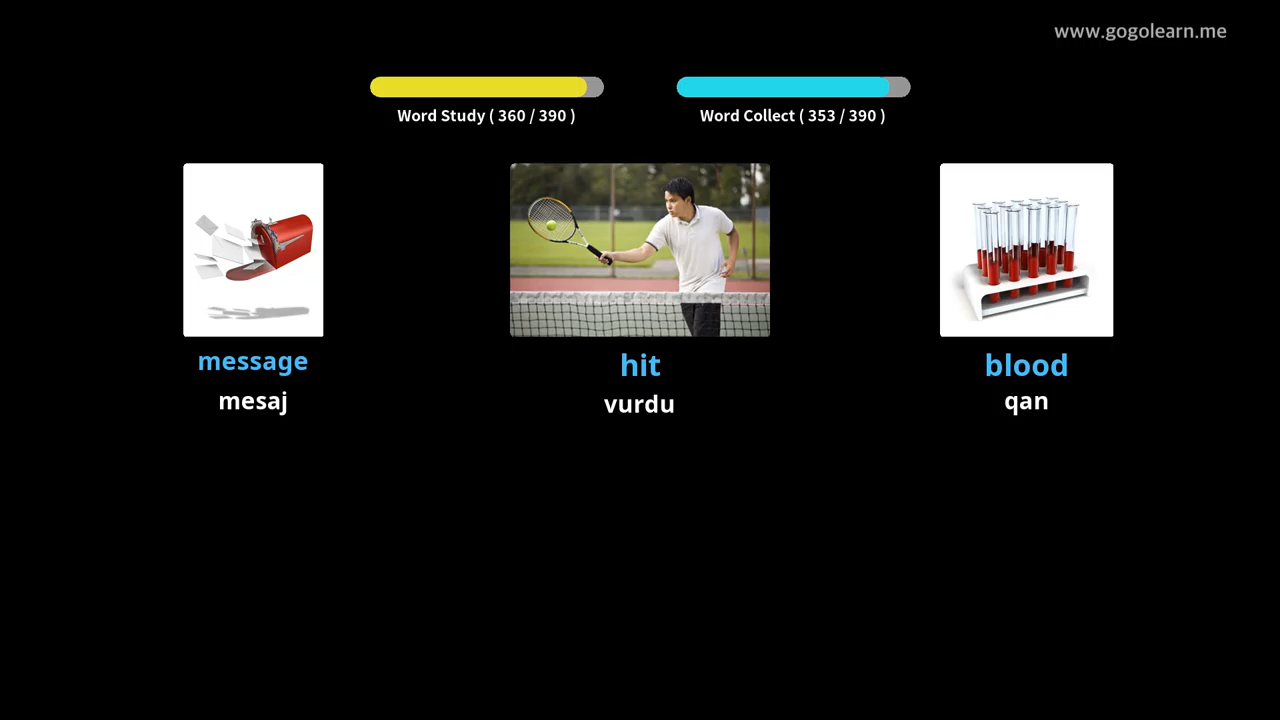 www.gogolearn.me
Word Study ( 360 / 390 )
Word Collect ( 353 / 390 )
message
mesaj
hit
vurdu
blood
qan